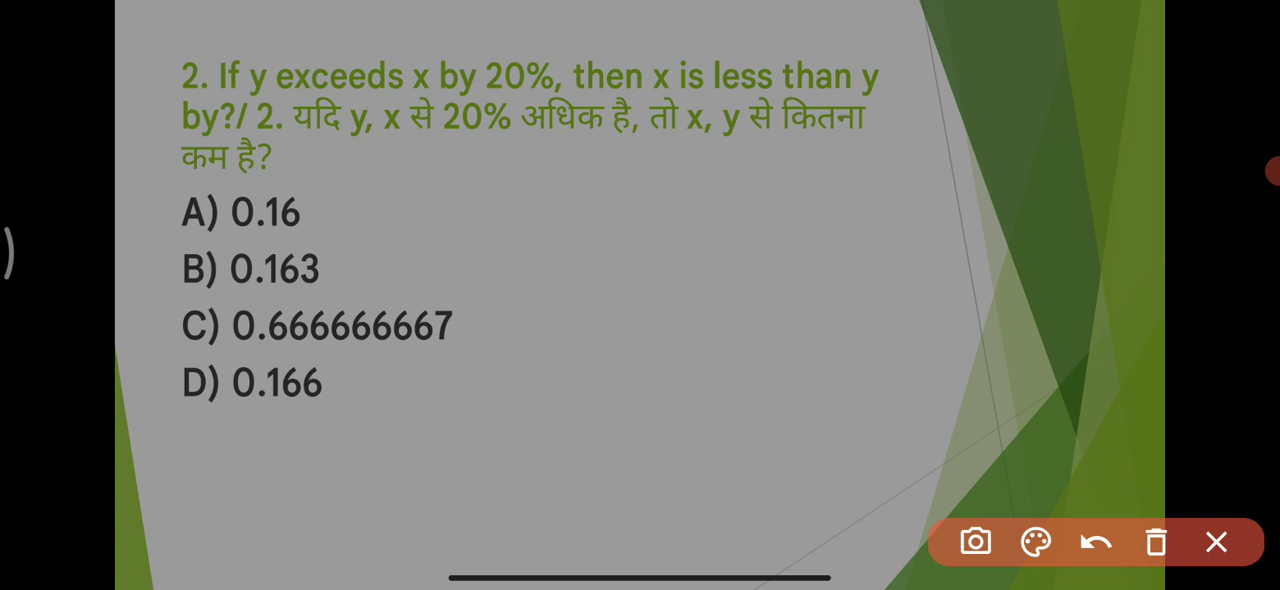 2. If y exceeds x by 20%, then x is less than y
by?/ 2. यदि y, x से 20% अधिक है, तो x, y से कितना
कम है?
A) 0.16
B) 0.163
C) 0.666666667
D) 0.166